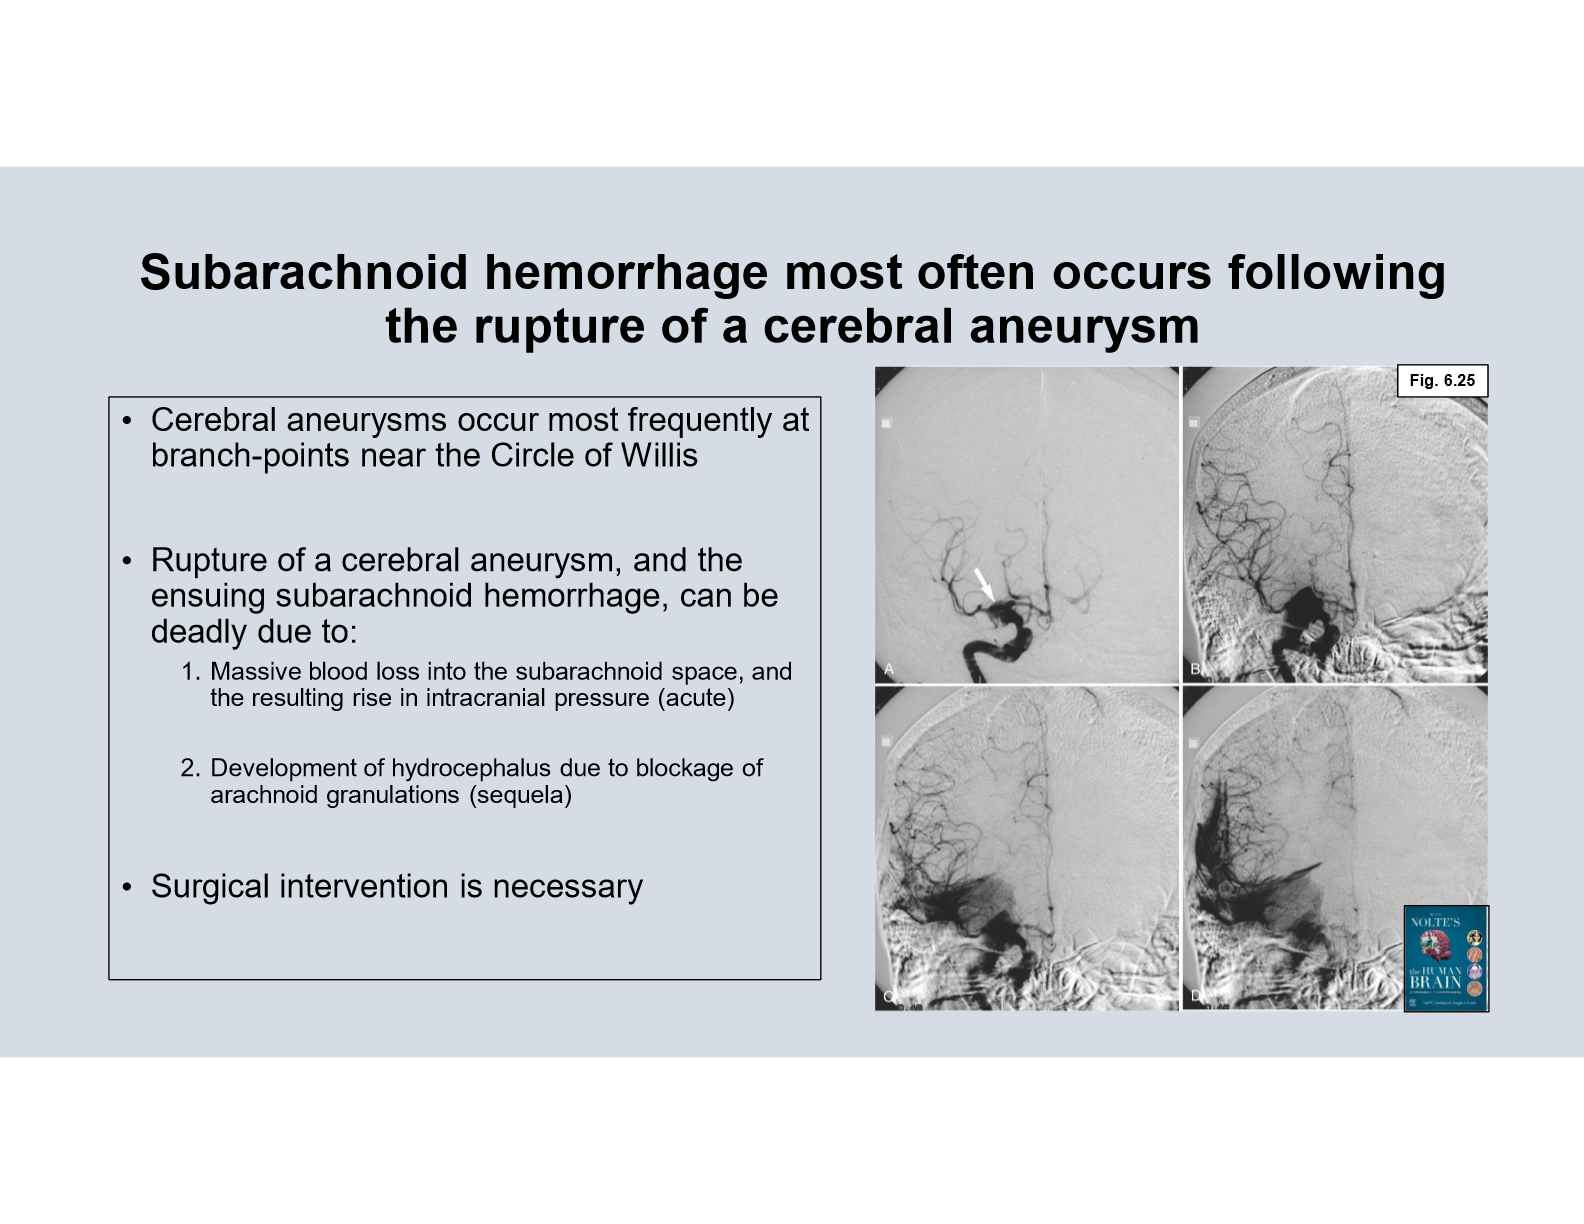 Subarachnoid hemorrhage most often occurs following
the rupture of a cerebral aneurysm
• Cerebral aneurysms occur most frequently at
branch-points near the Circle of Willis
• Rupture of a cerebral aneurysm, and the
ensuing subarachnoid hemorrhage, can be
deadly due to:
1. Massive blood loss into the subarachnoid space, and
the resulting rise in intracranial pressure (acute)
2. Development of hydrocephalus due to blockage of
arachnoid granulations (sequela)
• Surgical intervention is necessary
Fig. 6.25
A
B
C
D
NOLTE'S
the HUMAN
BRAIN